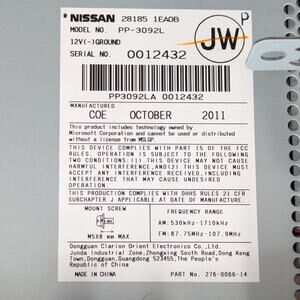 NISSAN 28185 1EA0B
MODEL NO. PP-3092L
12V(-)GROUND
SERIAL NO. 0012432
JW
PP3092LA 0012432
MANUFACTURED
COE OCTOBER 2011
This product includes technology owned by
Microsoft Corporation and cannot be used or distributed
without a license from MSLGP.
THIS DEVICE COMPLIES WITH PART 15 OF THE FCC
RULES. OPERATION IS SUBJECT TO THE FOLLOWING
TWO CONDITIONS; (1) THIS DEVICE MAY NOT CAUSE
HARMFUL INTERFERENCE,AND(2) THIS DEVICE MUST
ACCEPT ANY INTERFERENCE RECEIVED,INCLUDING
INTERFERENCE THAT MAY CAUSE UNDESIRED
OPERATION.
THIS PRODUCTION COMPLIES WITH DHHS RULES 21 CFR
SUBCHAPTER J APPLICABLE AT DATE OF MANUFACTURE.
MOUNT SCREW
M5X8 mm MAX
FREQUENCY RANGE
AM:530kHz-1710kHz
FM:87.75MHz-107.9MHz
Dongguan Clarion Orient Electronics Co.,Ltd.
Junda Industrial Zone,Zhongxing South Road,Dong Keng
Town,Dongguan,Guangdong 523455,The People's
Republic of China
MADE IN CHINA PART No. 276-0066-14